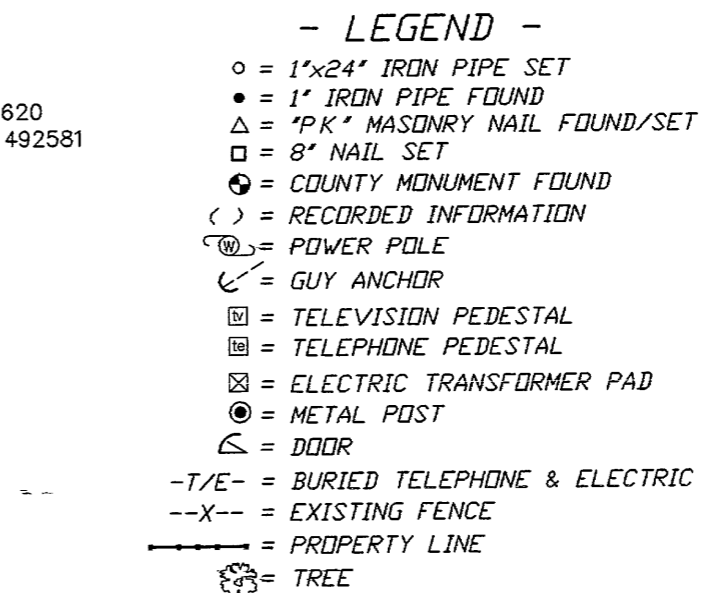 - LEGEND -
= 1"x24" IRON PIPE SET
= 1" IRON PIPE FOUND
620
= "PK" MASONRY NAIL FOUND/SET
492581
= 8" NAIL SET
= COUNTY MONUMENT FOUND
( ) = RECORDED INFORMATION
W = POWER POLE
= GUY ANCHOR
tv = TELEVISION PEDESTAL
te = TELEPHONE PEDESTAL
= ELECTRIC TRANSFORMER PAD
= METAL POST
= DOOR
-T/E- = BURIED TELEPHONE & ELECTRIC
--X-- = EXISTING FENCE
= PROPERTY LINE
= TREE